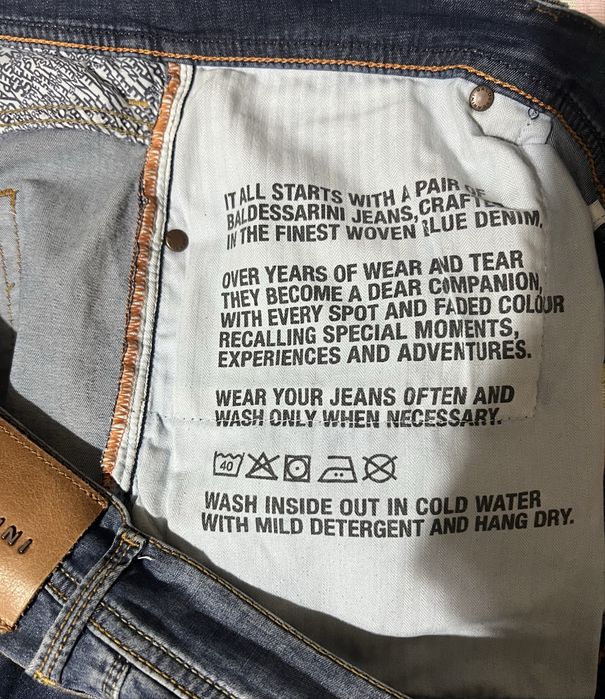 IT ALL STARTS WITH A PAIR OF
BALDESSARINI JEANS, CRAFTE
IN THE FINEST WOVEN BLUE DENIM.
OVER YEARS OF WEAR AND TEAR
THEY BECOME A DEAR COMPANION,
WITH EVERY SPOT AND FADED COLOUR
RECALLING SPECIAL MOMENTS,
EXPERIENCES AND ADVENTURES.
WEAR YOUR JEANS OFTEN AND
WASH ONLY WHEN NECESSARY.
40
WASH INSIDE OUT IN COLD WATER
WITH MILD DETERGENT AND HANG DRY.
INI